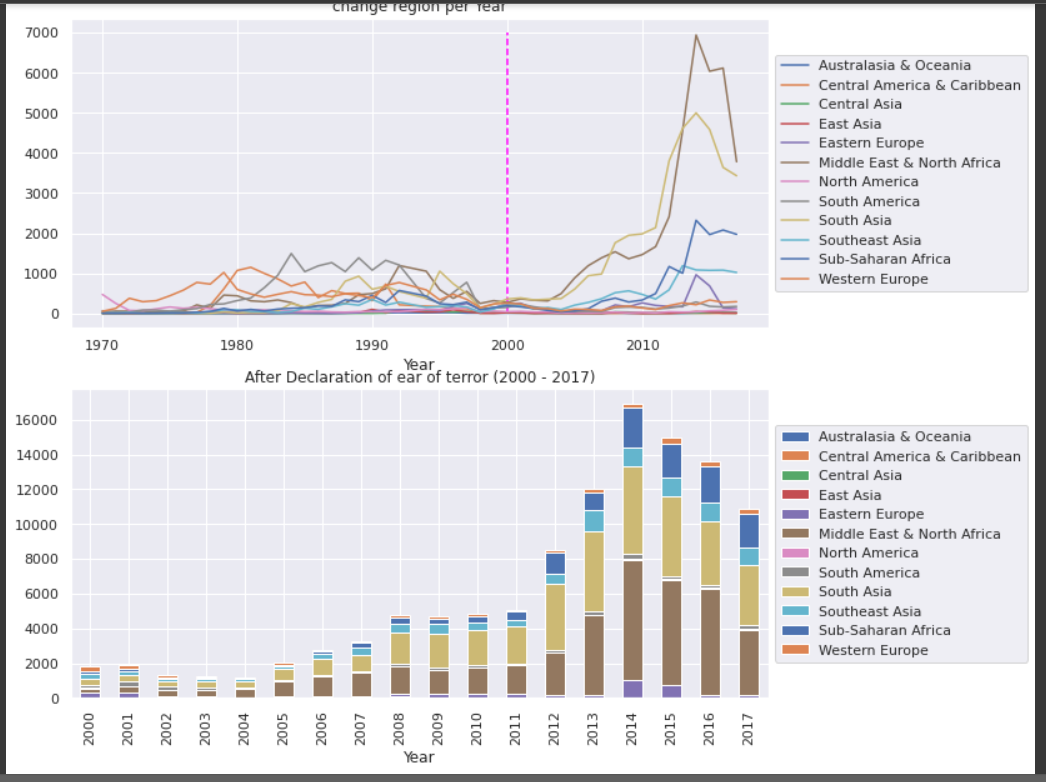 change region per Year
7000
6000
5000
4000
3000
2000
1000
0
1970
1980
1990
2000
2010
Year
Australasia & Oceania
Central America & Caribbean
Central Asia
East Asia
Eastern Europe
Middle East & North Africa
North America
South America
South Asia
Southeast Asia
Sub-Saharan Africa
Western Europe
After Declaration of ear of terror (2000 - 2017)
16000
14000
12000
10000
8000
6000
4000
2000
0
2000
2001
2002
2003
2004
2005
2006
2007
2008
2009
2010
2011
2012
2013
2014
2015
2016
2017
Year
Australasia & Oceania
Central America & Caribbean
Central Asia
East Asia
Eastern Europe
Middle East & North Africa
North America
South America
South Asia
Southeast Asia
Sub-Saharan Africa
Western Europe